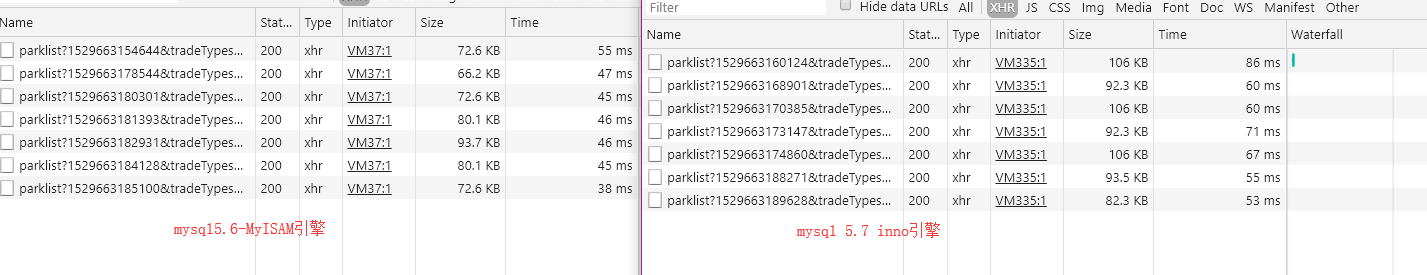 Name Stat... Type Initiator Size Time
parklist?1529663154644&tradeTypes... 200 xhr VM37:1 72.6 KB 55 ms
parklist?1529663178544&tradeTypes... 200 xhr VM37:1 66.2 KB 47 ms
parklist?1529663180301&tradeTypes... 200 xhr VM37:1 72.6 KB 45 ms
parklist?1529663181393&tradeTypes... 200 xhr VM37:1 80.1 KB 46 ms
parklist?1529663182931&tradeTypes... 200 xhr VM37:1 93.7 KB 46 ms
parklist?1529663184128&tradeTypes... 200 xhr VM37:1 80.1 KB 45 ms
parklist?1529663185100&tradeTypes... 200 xhr VM37:1 72.6 KB 38 ms
mysql5.6-MyISAM引擎
Filter Hide data URLs All XHR JS CSS Img Media Font Doc WS Manifest Other
Name Stat... Type Initiator Size Time Waterfall
parklist?1529663160124&tradeTypes... 200 xhr VM335:1 106 KB 86 ms
parklist?1529663168901&tradeTypes... 200 xhr VM335:1 92.3 KB 60 ms
parklist?1529663170385&tradeTypes... 200 xhr VM335:1 106 KB 60 ms
parklist?1529663173147&tradeTypes... 200 xhr VM335:1 92.3 KB 71 ms
parklist?1529663174860&tradeTypes... 200 xhr VM335:1 106 KB 67 ms
parklist?1529663188271&tradeTypes... 200 xhr VM335:1 93.5 KB 55 ms
parklist?1529663189628&tradeTypes... 200 xhr VM335:1 82.3 KB 53 ms
mysql 5.7 inno引擎